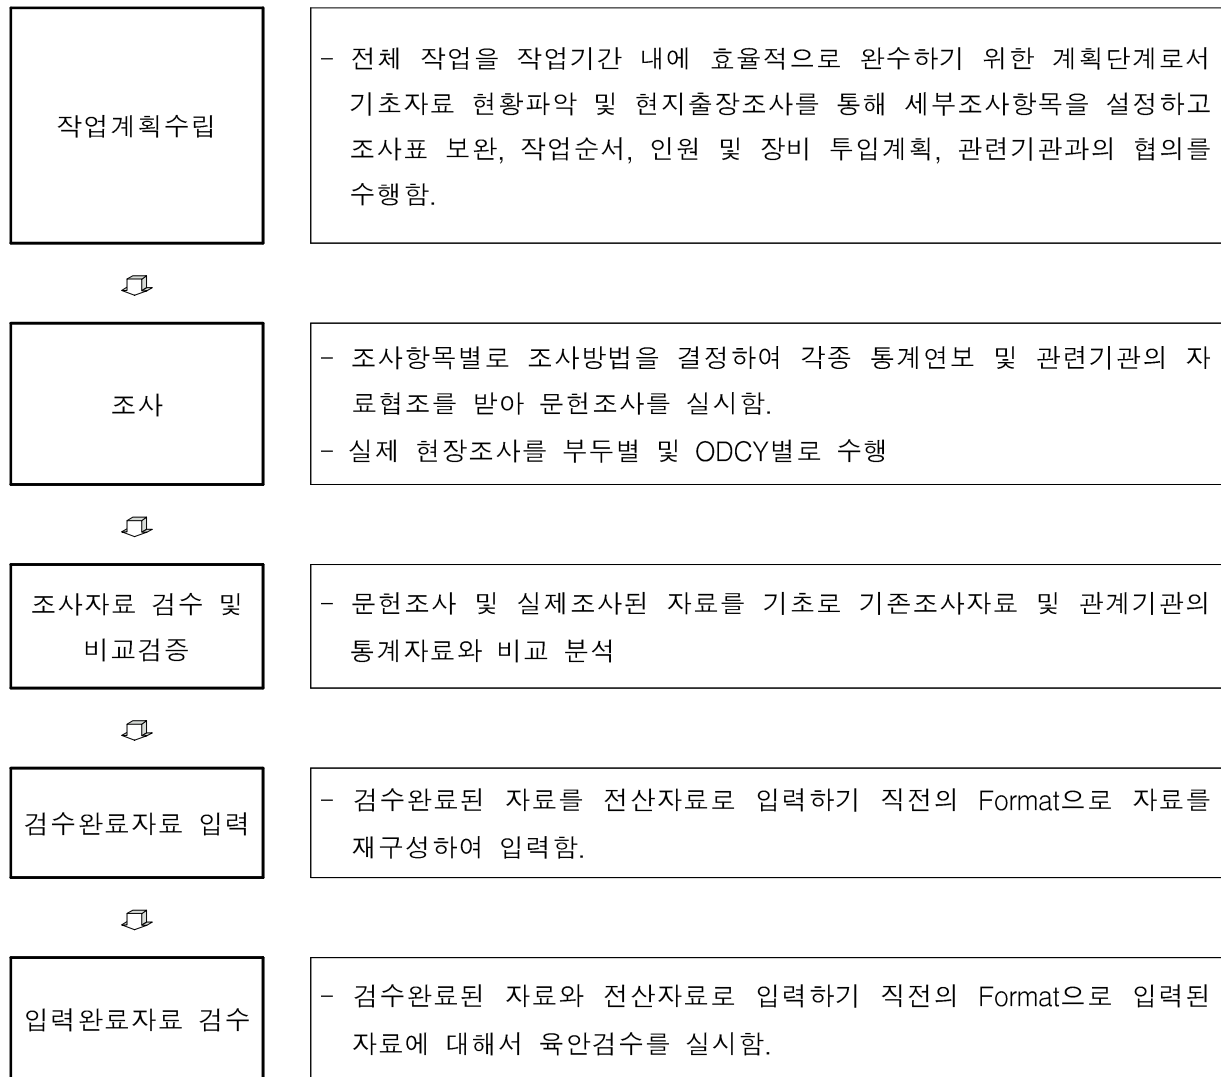 작업계획수립
- 전체 작업을 작업기간 내에 효율적으로 완수하기 위한 계획단계로서
기초자료 현황파악 및 현지출장조사를 통해 세부조사항목을 설정하고
조사표 보완, 작업순서, 인원 및 장비 투입계획, 관련기관과의 협의를
수행함.
조사
- 조사항목별로 조사방법을 결정하여 각종 통계연보 및 관련기관의 자
료협조를 받아 문헌조사를 실시함.
- 실제 현장조사를 부두별 및 ODCY별로 수행
조사자료 검수 및
비교검증
- 문헌조사 및 실제조사된 자료를 기초로 기존조사자료 및 관계기관의
통계자료와 비교 분석
검수완료자료 입력
- 검수완료된 자료를 전산자료로 입력하기 직전의 Format으로 자료를
재구성하여 입력함.
입력완료자료 검수
- 검수완료된 자료와 전산자료로 입력하기 직전의 Format으로 입력된
자료에 대해서 육안검수를 실시함.